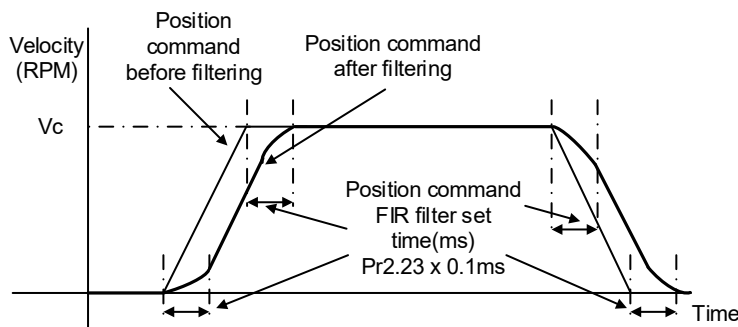 Position
command
before filtering
Velocity
(RPM)
Position command
after filtering
Vc
Position command
FIR filter set
time(ms)
Pr2.23 x 0.1ms
Time